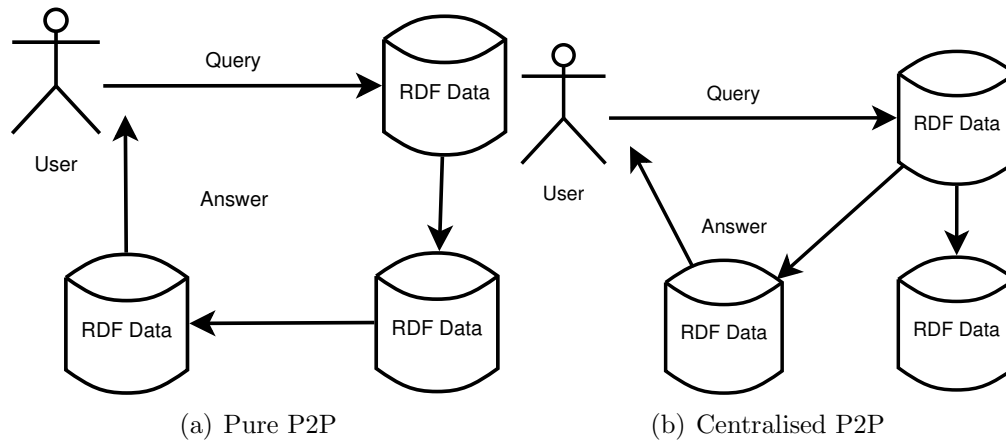 Query
RDF Data
User
Answer
RDF Data
RDF Data
(a) Pure P2P
Query
RDF Data
User
Answer
RDF Data
RDF Data
(b) Centralised P2P